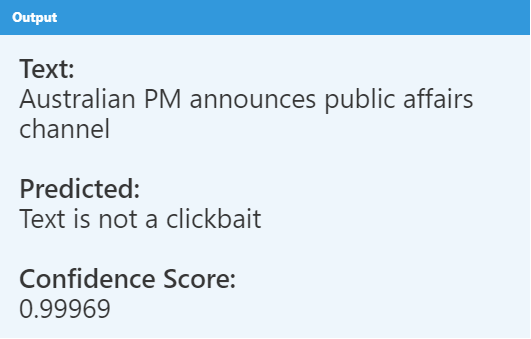 Output
Text:
Australian PM announces public affairs
channel
Predicted:
Text is not a clickbait
Confidence Score:
0.99969